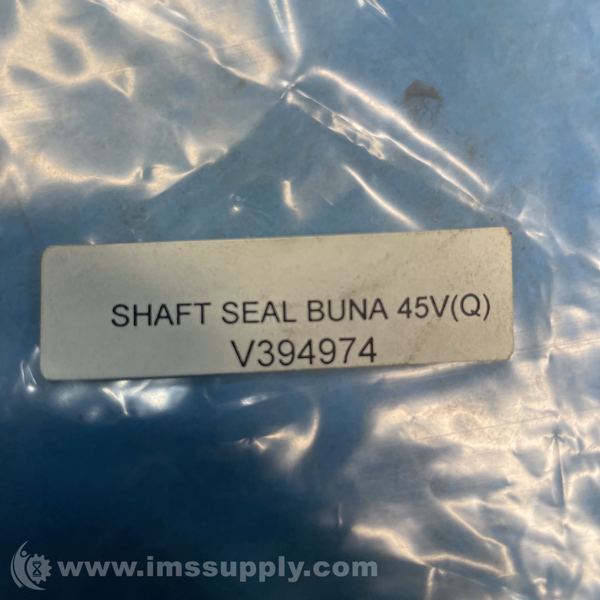 SHAFT SEAL BUNA 45V(Q)
V394974
www.imssupply.com